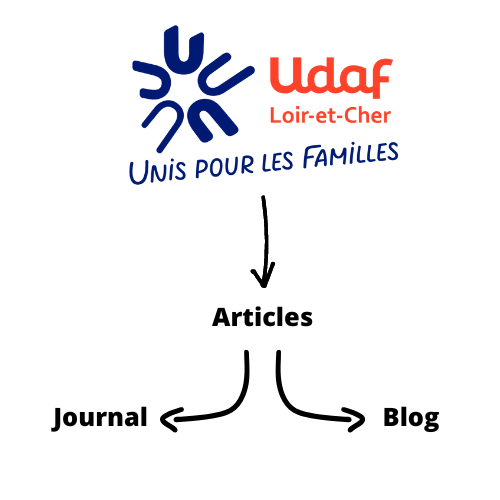 Udaf
Loir-et-Cher
UNIS POUR LES FAMILLES
Articles
Journal
Blog